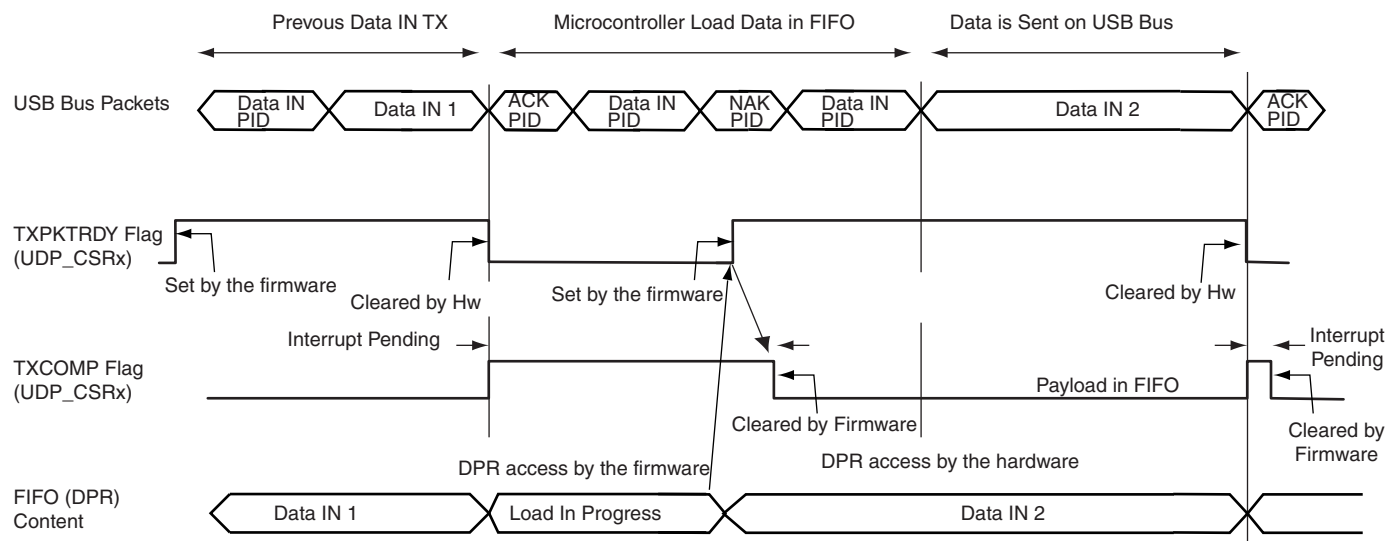 Prevous Data IN TX
Microcontroller Load Data in FIFO
Data is Sent on USB Bus
USB Bus Packets
Data IN
PID
Data IN 1
ACK
PID
Data IN
PID
NAK
PID
Data IN
PID
Data IN 2
ACK
PID
TXPKTRDY Flag
(UDP_CSRx)
Set by the firmware
Cleared by Hw
Set by the firmware
Cleared by Hw
Interrupt Pending
Interrupt
Pending
TXCOMP Flag
(UDP_CSRx)
Payload in FIFO
Cleared by Firmware
Cleared by
Firmware
DPR access by the firmware
DPR access by the hardware
FIFO (DPR)
Content
Data IN 1
Load In Progress
Data IN 2